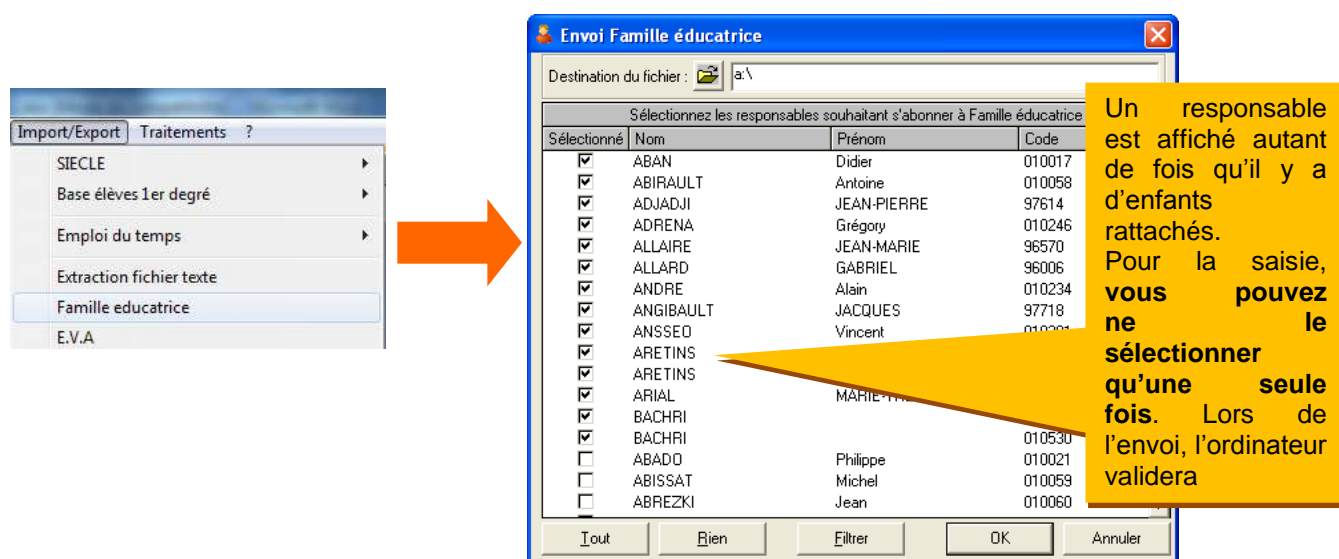 Import/Export Traitements ?
SIECLE
Base élèves 1er degré
Emploi du temps
Extraction fichier texte
Famille educatrice
E.V.A
Envoi Famille éducatrice
Destination du fichier : a:\
Sélectionnez les responsables souhaitant s'abonner à Famille éducatrice
Sélectionné Nom Prénom Code
ABAN Didier 010017
ABIRAULT Antoine 010058
ADJADJI JEAN-PIERRE 97614
ADRENA Grégory 010246
ALLAIRE JEAN-MARIE 96570
ALLARD GABRIEL 96006
ANDRE Alain 010234
ANGIBAULT JACQUES 97718
ANSSEO Vincent
ARETINS
ARETINS
ARIAL
BACHRI
BACHRI 010530
ABADO Philippe 010021
ABISSAT Michel 010059
ABREZKI Jean 010060
Tout Rien Filtrer OK Annuler
Un responsable
est affiché autant
de fois qu'il y a
d'enfants
rattachés.
Pour la saisie,
vous pouvez
ne le
sélectionner
qu'une seule
fois. Lors de
l'envoi, l'ordinateur
validera